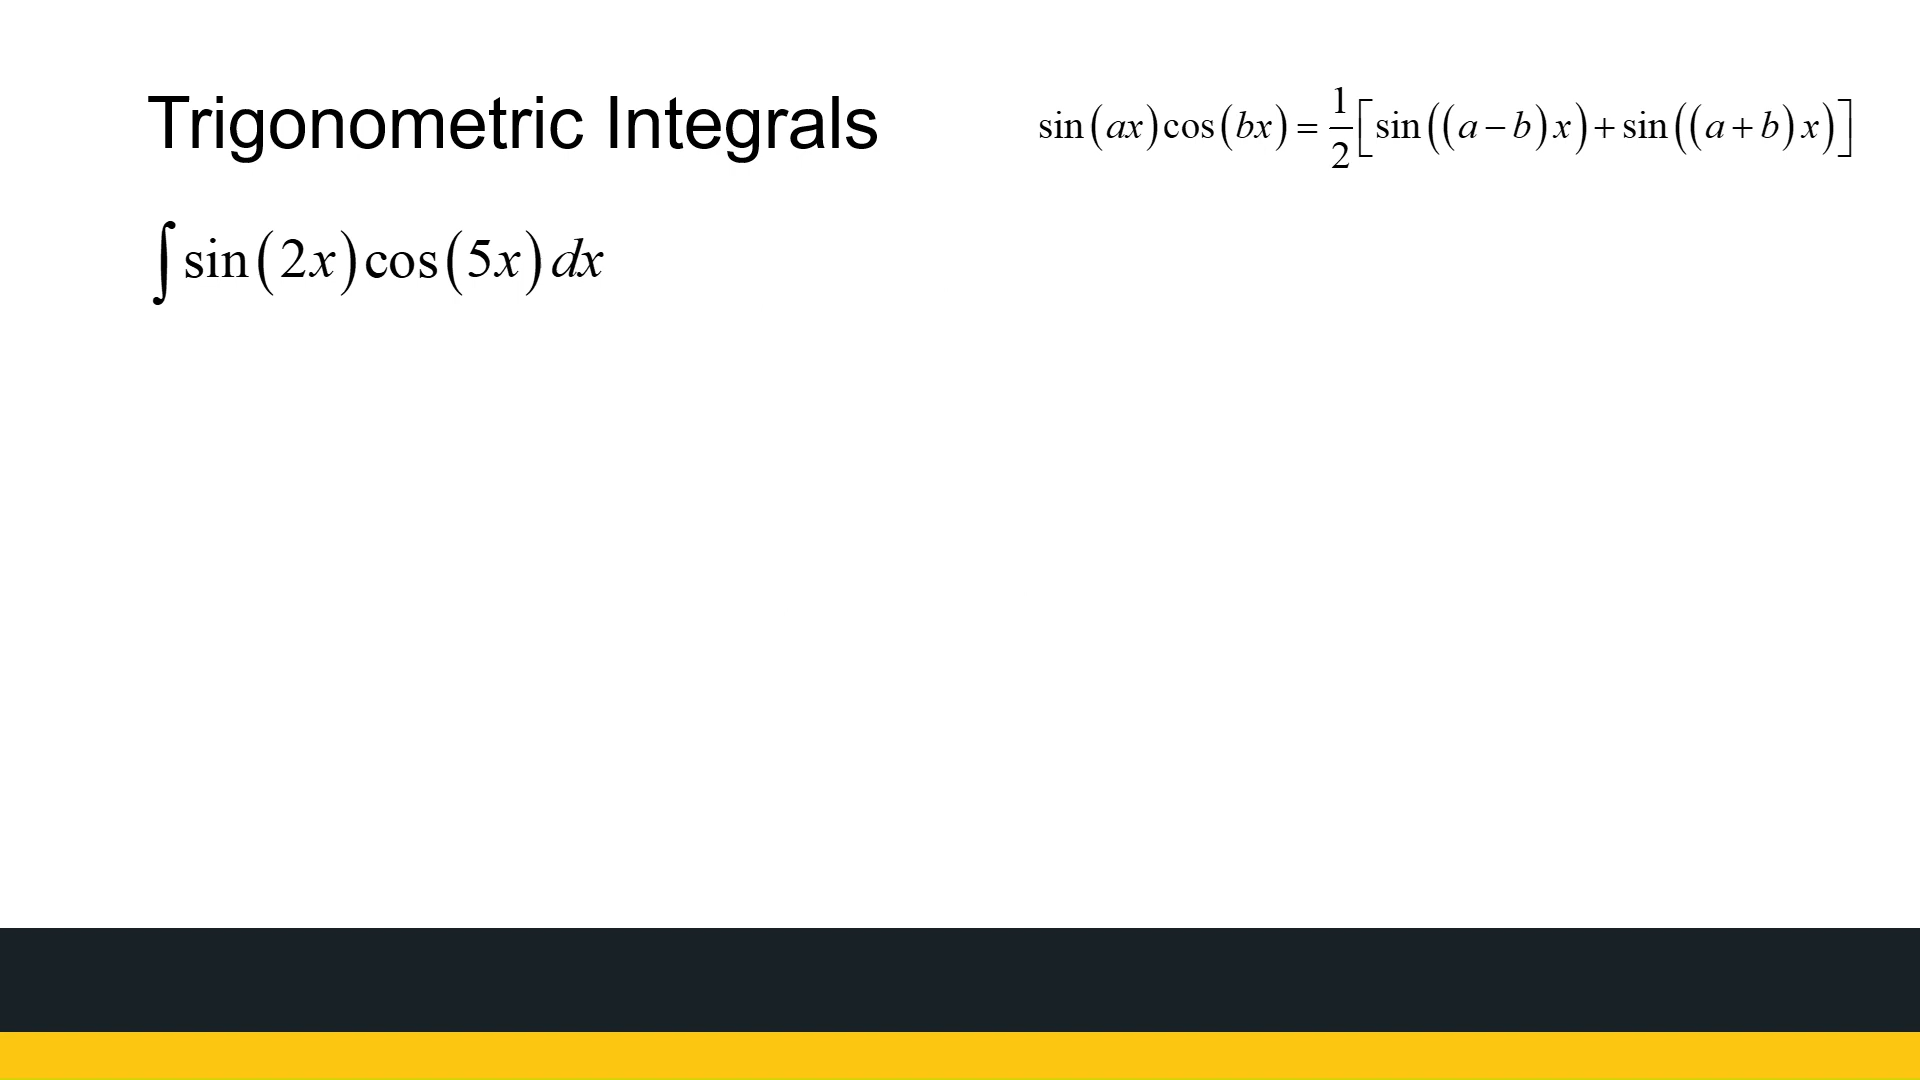 Trigonometric Integrals
sin(ax)cos(bx) = 1/2[sin((a − b)x) + sin((a + b)x)]
∫sin(2x)cos(5x)dx